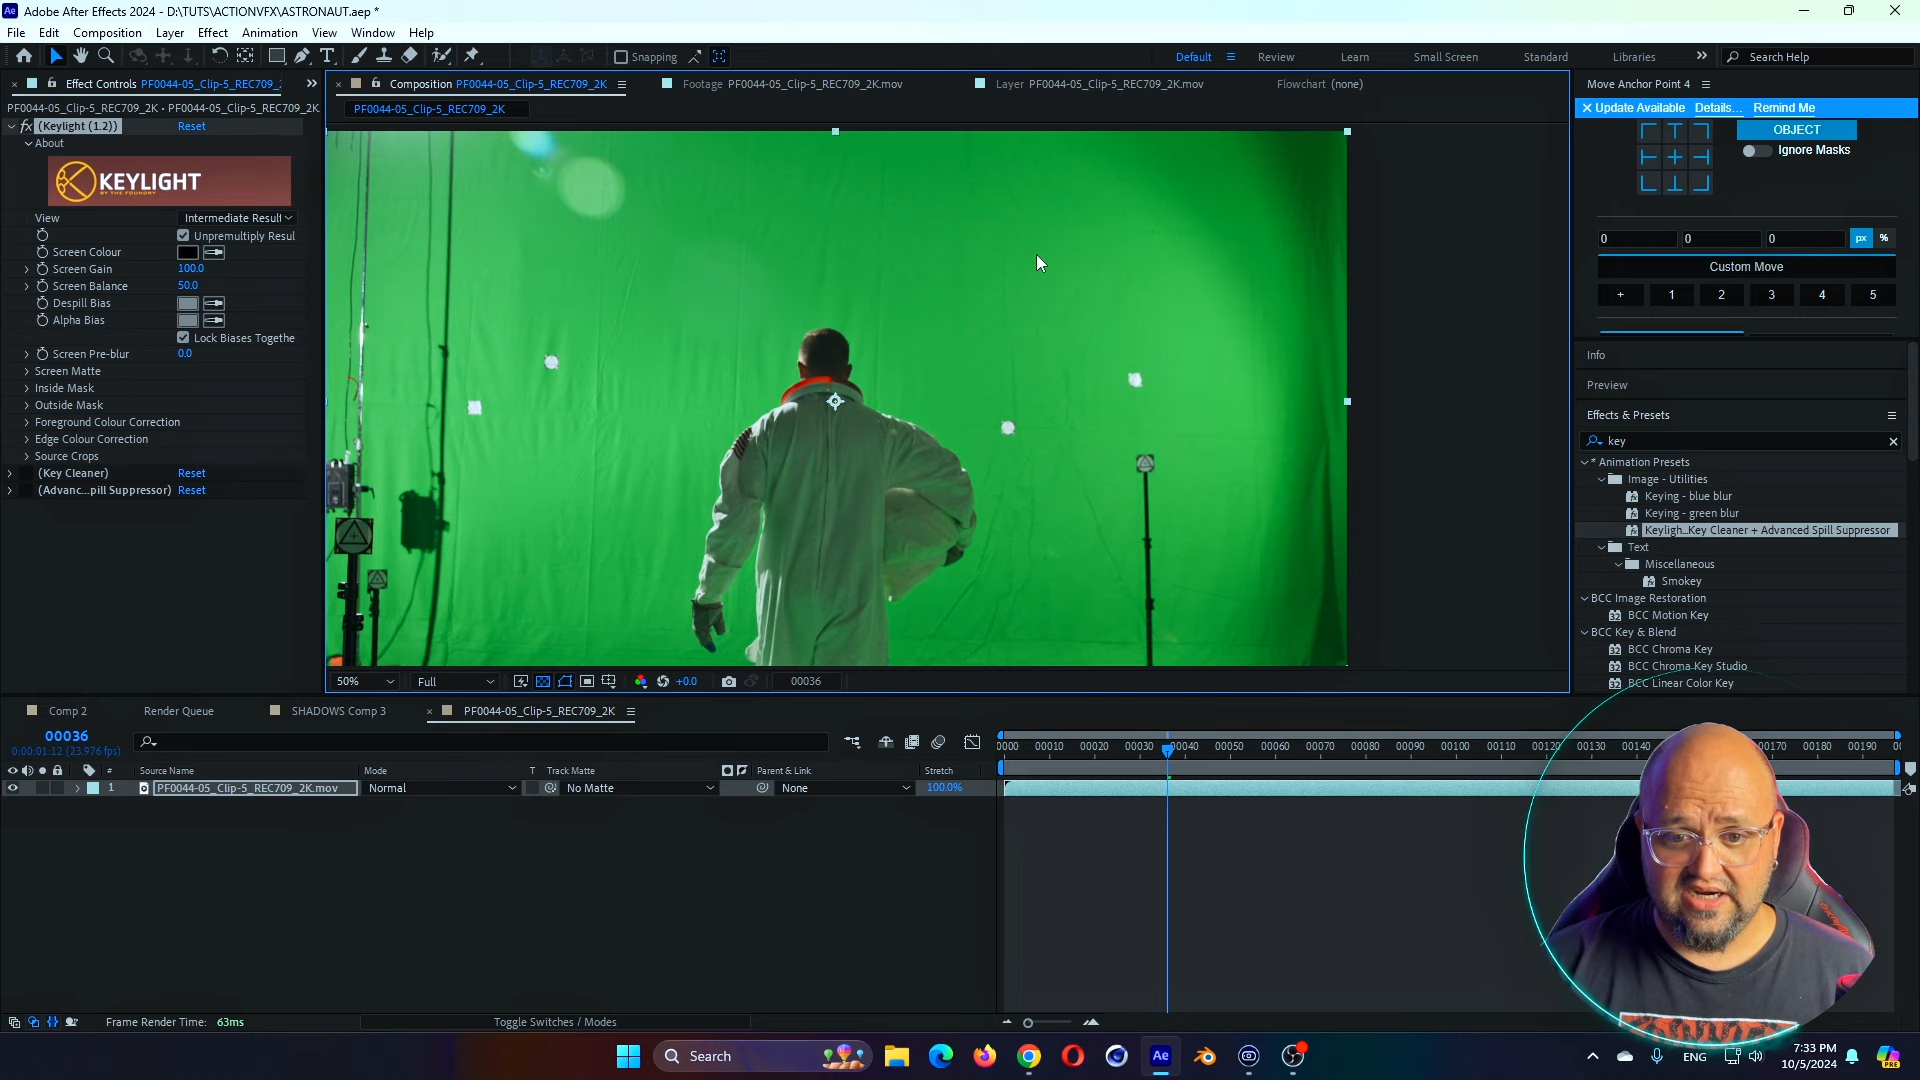 Adobe After Effects 2024 - D:\TUTS\ACTIONVFX\ASTRONAUT.aep *
File Edit Composition Layer Effect Animation View Window Help
Snapping
Default Review Learn Small Screen Standard Libraries Search Help
Effect Controls PF0044-05_Clip-5_REC709_
Composition PF0044-05_Clip-5_REC709_2K
Footage PF0044-05_Clip-5_REC709_2K.mov
Layer PF0044-05_Clip-5_REC709_2K.mov
Flowchart (none)
Move Anchor Point 4
PF0044-05_Clip-5_REC709_2K • PF0044-05_Clip-5_REC709_2K
PF0044-05_Clip-5_REC709_2K
Update Available Details... Remind Me
(Keylight (1.2)) Reset
About
KEYLIGHT
BY THE FOUNDRY
View Intermediate Result
Unpremultiply Resul
Screen Colour
Screen Gain 100.0
Screen Balance 50.0
Despill Bias
Alpha Bias
Lock Biases Togethe
Screen Pre-blur 0.0
Screen Matte
Inside Mask
Outside Mask
Foreground Colour Correction
Edge Colour Correction
Source Crops
(Key Cleaner) Reset
(Advanc...pill Suppressor) Reset
OBJECT
Ignore Masks
0 0 0 px %
Custom Move
+ 1 2 3 4 5
Info
Preview
Effects & Presets
key
* Animation Presets
Image - Utilities
Keying - blue blur
Keying - green blur
Keyligh...Key Cleaner + Advanced Spill Suppressor
Text
Miscellaneous
Smokey
BCC Image Restoration
BCC Motion Key
BCC Key & Blend
BCC Chroma Key
BCC Chroma Key Studio
BCC Linear Color Key
50% Full +0.0 00036
Comp 2 Render Queue SHADOWS Comp 3 PF0044-05_Clip-5_REC709_2K
00036
0:00:01:12 (23.976 fps)
0000 00010 00020 00030 00040 00050 00060 00070 00080 00090 00100 00110 00120 00130 00140 00170 00180 00190
# Source Name Mode T Track Matte Parent & Link Stretch
1 PF0044-05_Clip-5_REC709_2K.mov Normal No Matte None 100.0%
Frame Render Time: 63ms
Toggle Switches / Modes
Search
Ae
ENG
7:33 PM
10/5/2024
PRE